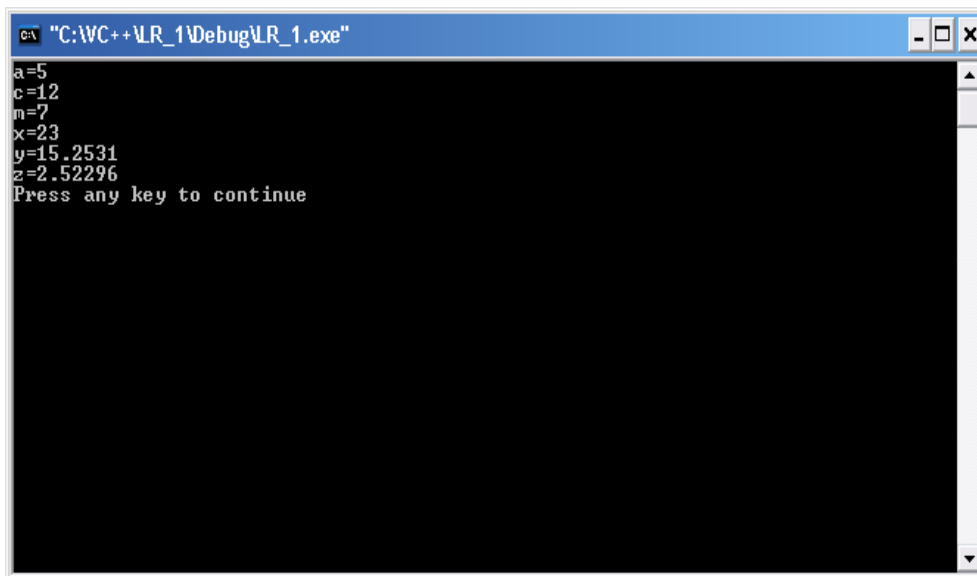 "C:\VC++\LR_1\Debug\LR_1.exe"
a=5
c=12
m=7
x=23
y=15.2531
z=2.52296
Press any key to continue